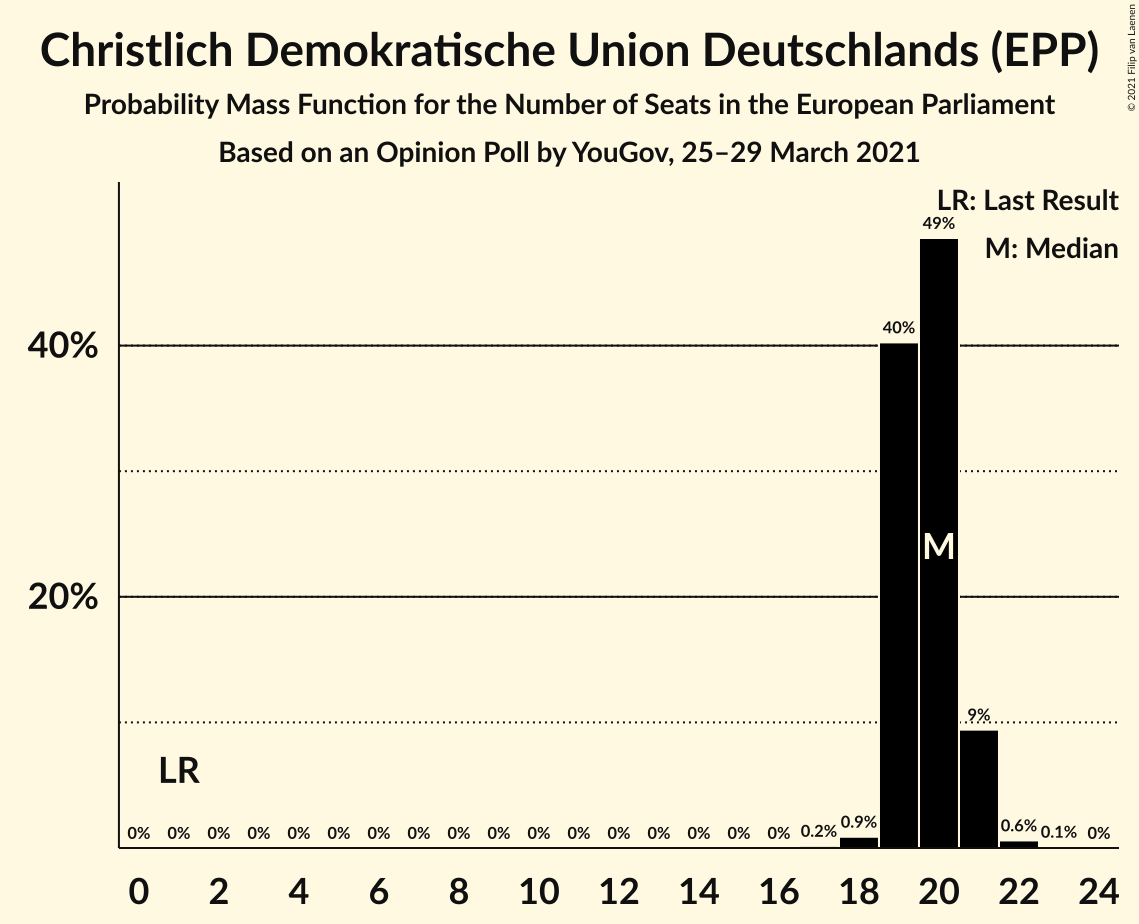 Christlich Demokratische Union Deutschlands (EPP)
Probability Mass Function for the Number of Seats in the European Parliament
Based on an Opinion Poll by YouGov, 25–29 March 2021
© 2021 Filip van Laenen
LR: Last Result
49%
M: Median
40%
40%
M
20%
9%
LR
0% 0% 0% 0% 0% 0% 0% 0% 0% 0% 0% 0% 0% 0% 0% 0% 0% 0.2% 0.9% 0.6% 0.1% 0%
0 2 4 6 8 10 12 14 16 18 20 22 24